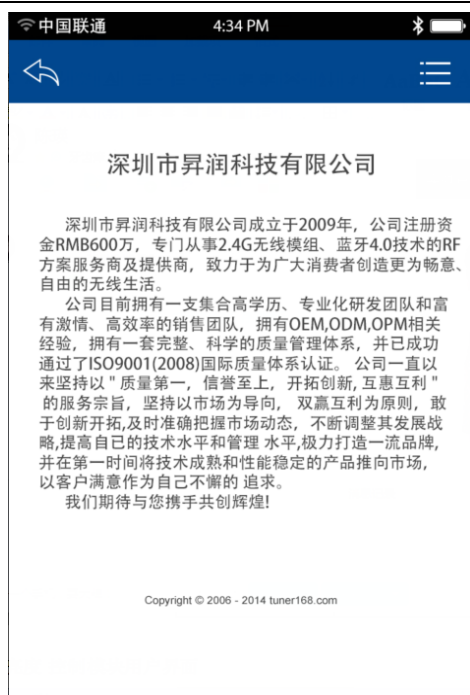 中国联通 4:34 PM
深圳市昇润科技有限公司
深圳市昇润科技有限公司成立于2009年，公司注册资
金RMB600万，专门从事2.4G无线模组、蓝牙4.0技术的RF
方案服务商及提供商，致力于为广大消费者创造更为畅意、
自由的无线生活。
公司目前拥有一支集合高学历、专业化研发团队和富
有激情、高效率的销售团队，拥有OEM,ODM,OPM相关
经验，拥有一套完整、科学的质量管理体系，并已成功
通过了ISO9001(2008)国际质量体系认证。公司一直以
来坚持以 " 质量第一，信誉至上，开拓创新, 互惠互利 "
的服务宗旨，坚持以市场为导向， 双赢互利为原则，敢
于创新开拓,及时准确把握市场动态，不断调整其发展战
略,提高自已的技术水平和管理 水平,极力打造一流品牌,
并在第一时间将技术成熟和性能稳定的产品推向市场，
以客户满意作为自己不懈的 追求。
我们期待与您携手共创辉煌!
Copyright © 2006 - 2014 tuner168.com